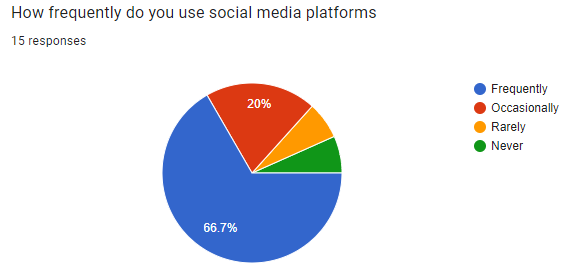 How frequently do you use social media platforms
15 responses
20%
66.7%
Frequently
Occasionally
Rarely
Never